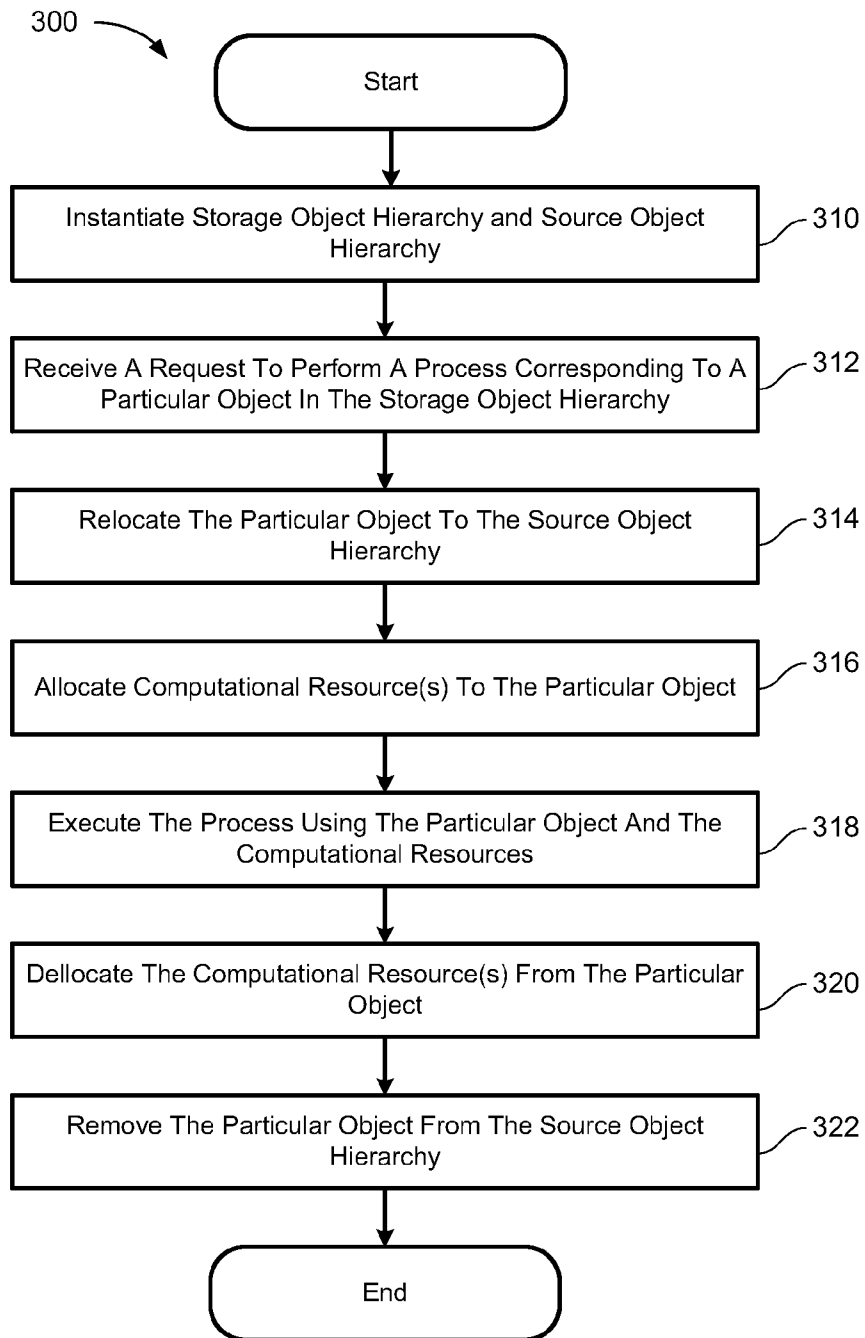 300
Start
Instantiate Storage Object Hierarchy and Source Object
Hierarchy
310
Receive A Request To Perform A Process Corresponding To A
Particular Object In The Storage Object Hierarchy
312
Relocate The Particular Object To The Source Object
Hierarchy
314
Allocate Computational Resource(s) To The Particular Object
316
Execute The Process Using The Particular Object And The
Computational Resources
318
Dellocate The Computational Resource(s) From The Particular
Object
320
Remove The Particular Object From The Source Object
Hierarchy
322
End